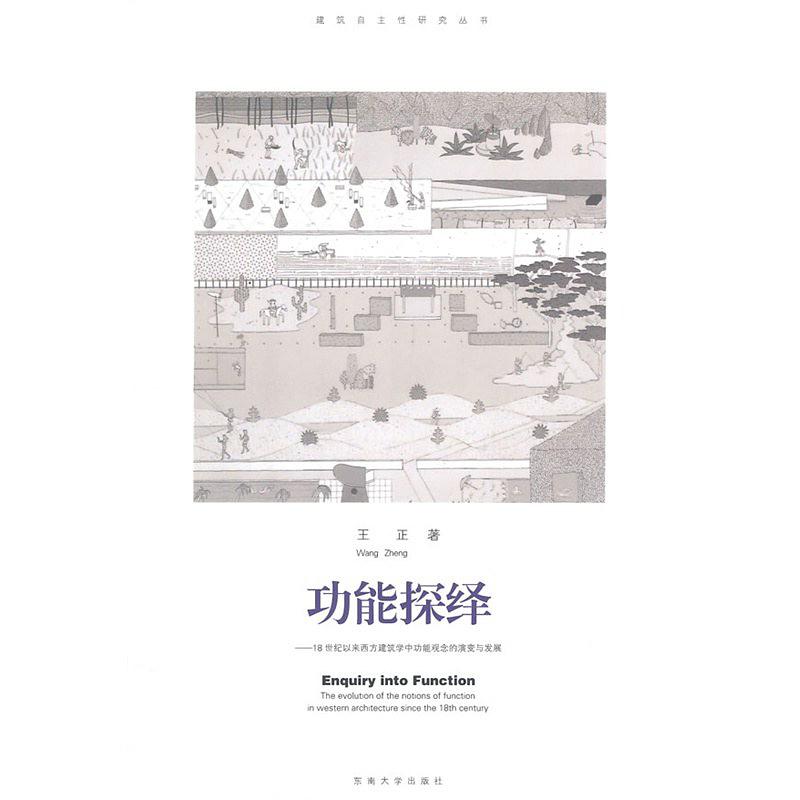 建筑自主性研究丛书
王 正 著
Wang Zheng
功能探绎
——18 世纪以来西方建筑学中功能观念的演变与发展
Enquiry into Function
The evolution of the notions of function
in western architecture since the 18th century
东南大学出版社